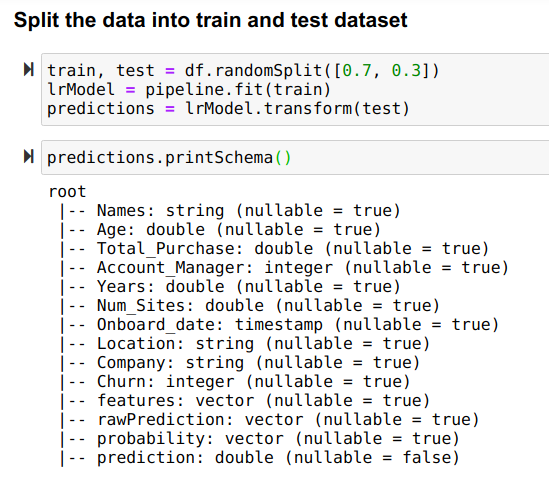 Split the data into train and test dataset
train, test = df.randomSplit([0.7, 0.3])
lrModel = pipeline.fit(train)
predictions = lrModel.transform(test)
predictions.printSchema()
root
 |-- Names: string (nullable = true)
 |-- Age: double (nullable = true)
 |-- Total_Purchase: double (nullable = true)
 |-- Account_Manager: integer (nullable = true)
 |-- Years: double (nullable = true)
 |-- Num_Sites: double (nullable = true)
 |-- Onboard_date: timestamp (nullable = true)
 |-- Location: string (nullable = true)
 |-- Company: string (nullable = true)
 |-- Churn: integer (nullable = true)
 |-- features: vector (nullable = true)
 |-- rawPrediction: vector (nullable = true)
 |-- probability: vector (nullable = true)
 |-- prediction: double (nullable = false)